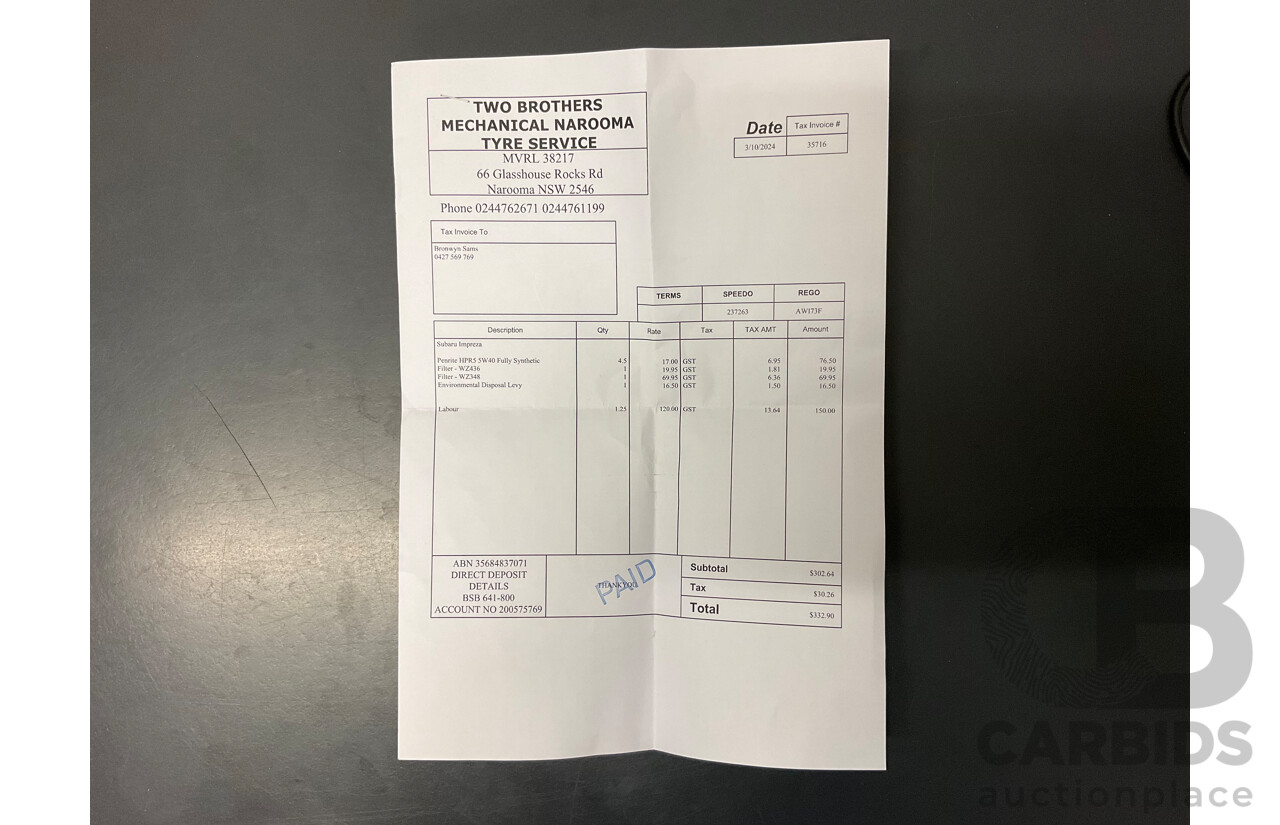 TWO BROTHERS
MECHANICAL NAROOMA
TYRE SERVICE
MVRL 38217
66 Glasshouse Rocks Rd
Narooma NSW 2546
Phone 0244762671 0244761199
Date Tax Invoice #
3/10/2024 35716
Tax Invoice To
Bronwyn Sams
0427 569 769
TERMS SPEEDO REGO
237263 AWI73F
Description Qty Rate Tax TAX AMT Amount
Subaru Impreza
Penrite HPR5 5W40 Fully Synthetic 4.5 17.00 GST 6.95 76.50
Filter - WZ436 1 19.95 GST 1.81 19.95
Filter - WZ348 1 69.95 GST 6.36 69.95
Environmental Disposal Levy 1 16.50 GST 1.50 16.50
Labour 1.25 120.00 GST 13.64 150.00
ABN 35684837071
DIRECT DEPOSIT
DETAILS
BSB 641-800
ACCOUNT NO 200575769
THANKYOU
PAID
Subtotal $302.64
Tax $30.26
Total $332.90
CB
CARBIDS
auctionplace